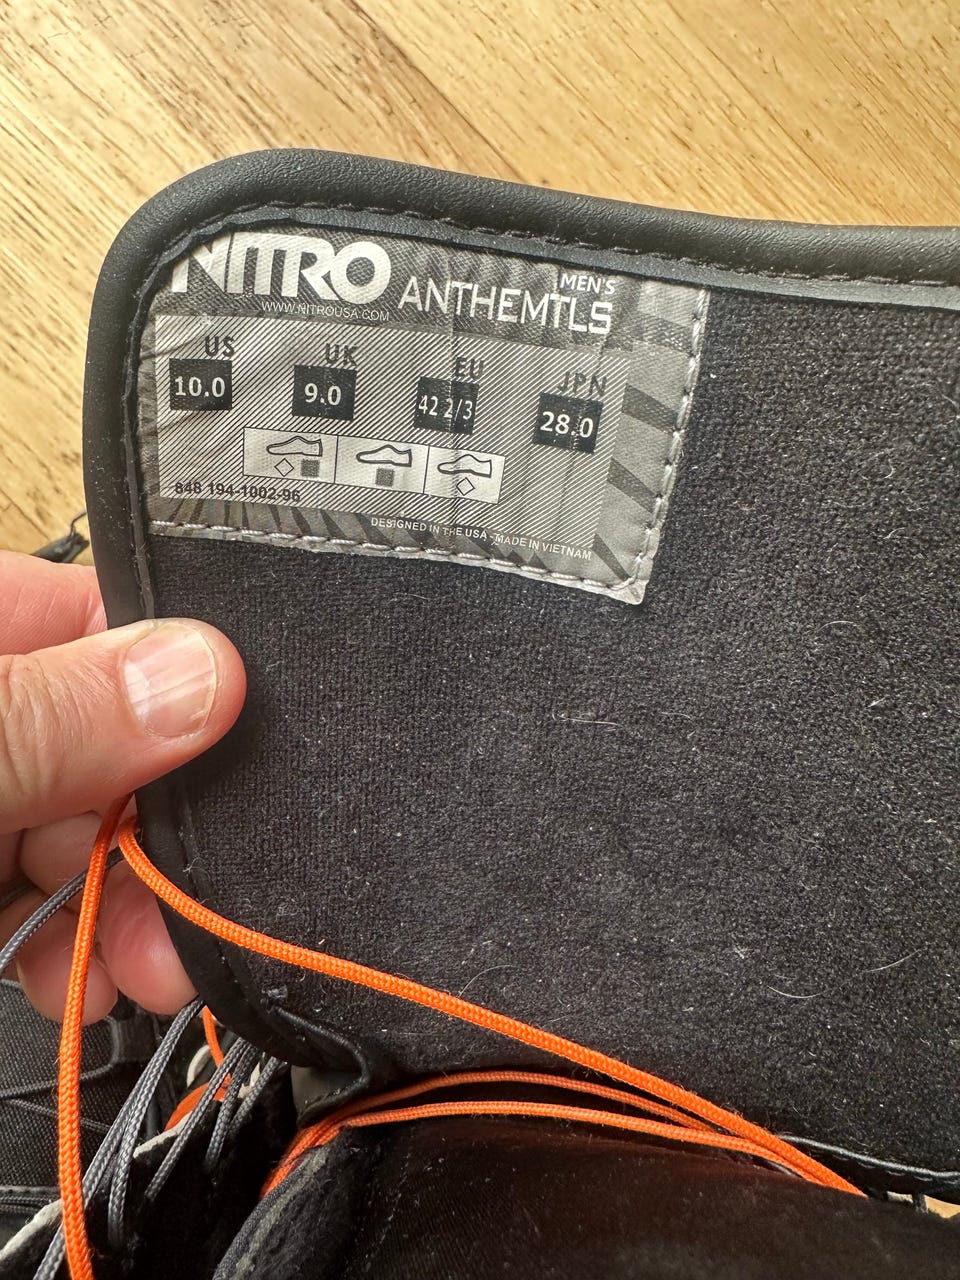 NITRO
WWW.NITROUSA.COM
MEN'S
ANTHEMTLS
US UK EU JPN
10.0 9.0 42 2/3 28.0
848 194-1002-96
DESIGNED IN THE USA - MADE IN VIETNAM